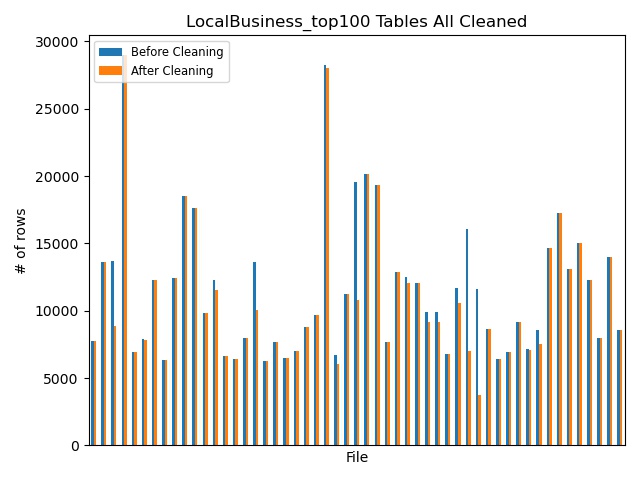 LocalBusiness_top100 Tables All Cleaned
Before Cleaning
After Cleaning
30000
25000
20000
15000
10000
5000
0
# of rows
File